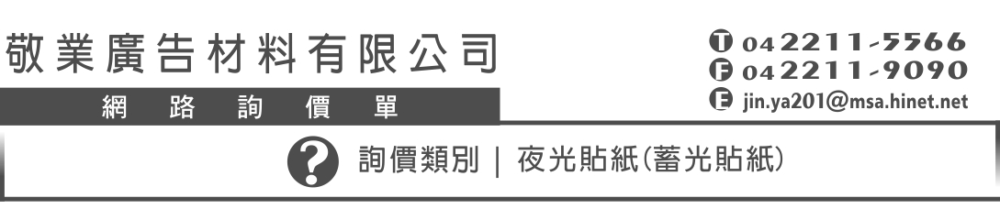 敬業廣告材料有限公司
網路詢價單
T 04 2211-5566
F 04 2211-9090
E jin.ya201@msa.hinet.net
? 詢價類別｜夜光貼紙(蓄光貼紙)